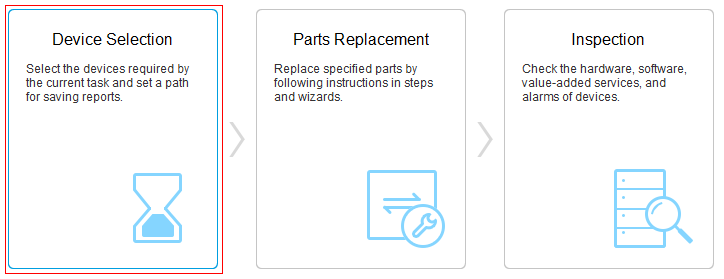 Device Selection
Select the devices required by
the current task and set a path
for saving reports.
Parts Replacement
Replace specified parts by
following instructions in steps
and wizards.
Inspection
Check the hardware, software,
value-added services, and
alarms of devices.